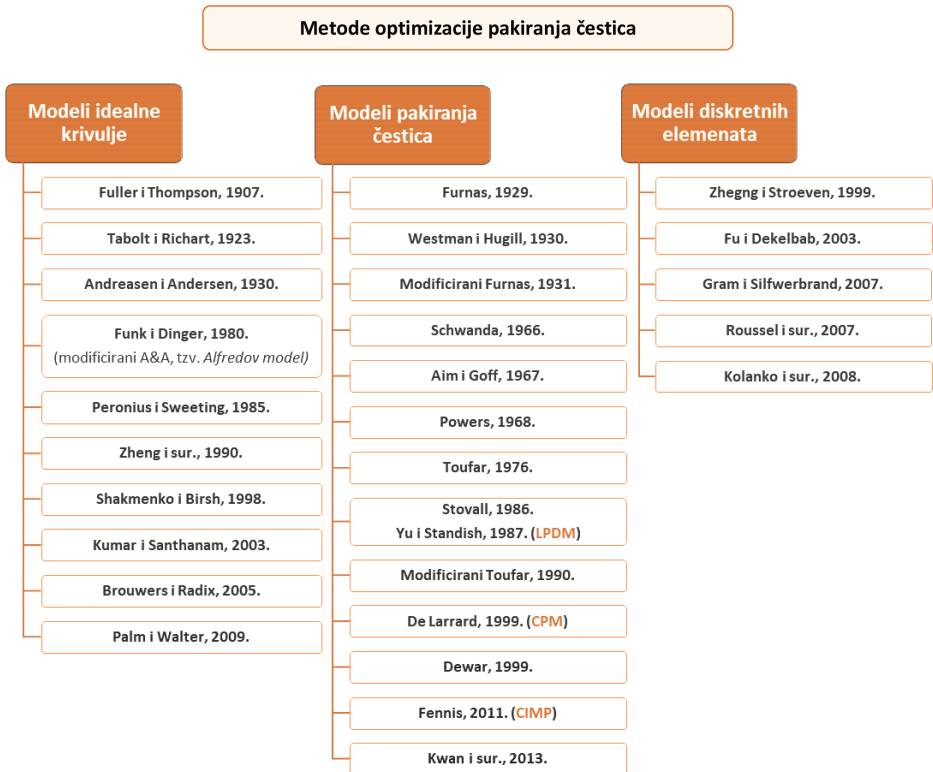 Metode optimizacije pakiranja čestica
Modeli idealne
krivulje
Fuller i Thompson, 1907.
Tabolt i Richart, 1923.
Andreasen i Andersen, 1930.
Funk i Dinger, 1980.
(modificirani A&A, tzv. Alfredov model)
Peronius i Sweeting, 1985.
Zheng i sur., 1990.
Shakmenko i Birsh, 1998.
Kumar i Santhanam, 2003.
Brouwers i Radix, 2005.
Palm i Walter, 2009.
Modeli pakiranja
čestica
Furnas, 1929.
Westman i Hugill, 1930.
Modificirani Furnas, 1931.
Schwanda, 1966.
Aim i Goff, 1967.
Powers, 1968.
Toufar, 1976.
Stovall, 1986.
Yu i Standish, 1987. (LPDM)
Modificirani Toufar, 1990.
De Larrard, 1999. (CPM)
Dewar, 1999.
Fennis, 2011. (CIMP)
Kwan i sur., 2013.
Modeli diskretnih
elemenata
Zhegng i Stroeven, 1999.
Fu i Dekelbab, 2003.
Gram i Silfwerbrand, 2007.
Roussel i sur., 2007.
Kolanko i sur., 2008.